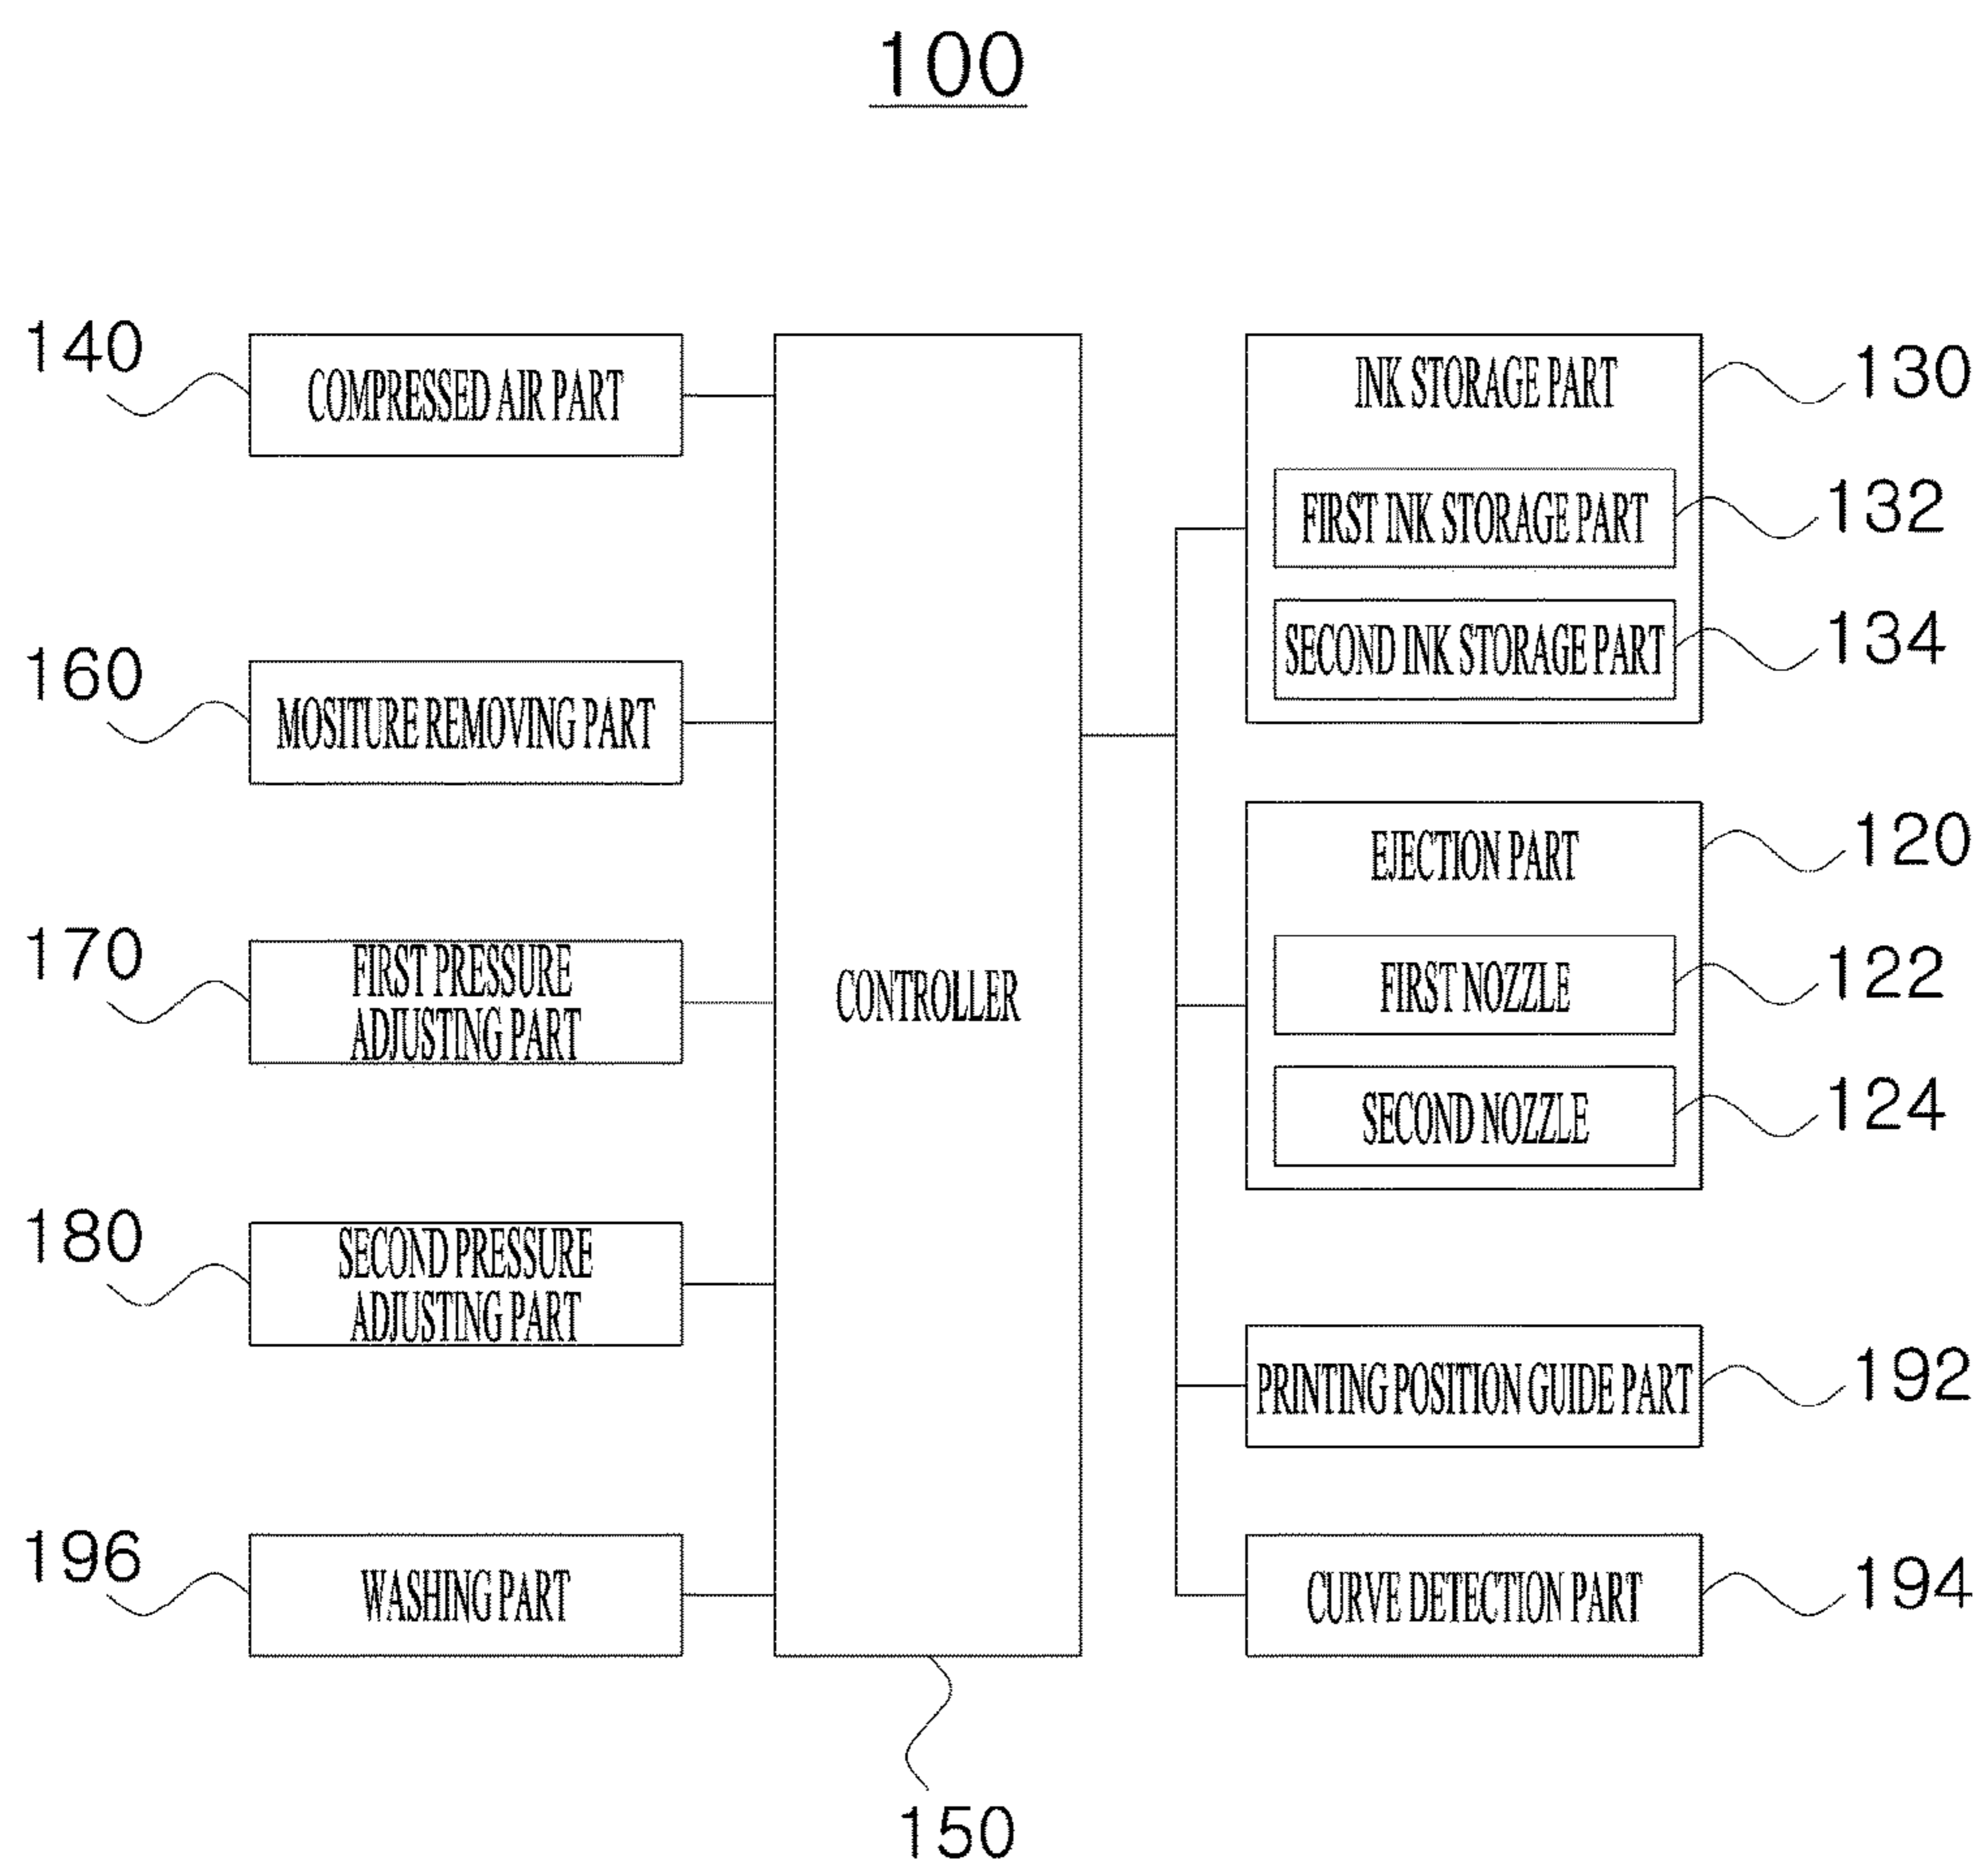 100
140
COMPRESSED AIR PART
160
MOSITURE REMOVING PART
170
FIRST PRESSURE
ADJUSTING PART
180
SECOND PRESSURE
ADJUSTING PART
196
WASHING PART
CONTROLLER
150
INK STORAGE PART
130
FIRST INK STORAGE PART
132
SECOND INK STORAGE PART
134
EJECTION PART
120
FIRST NOZZLE
122
SECOND NOZZLE
124
PRINTING POSITION GUIDE PART
192
CURVE DETECTION PART
194